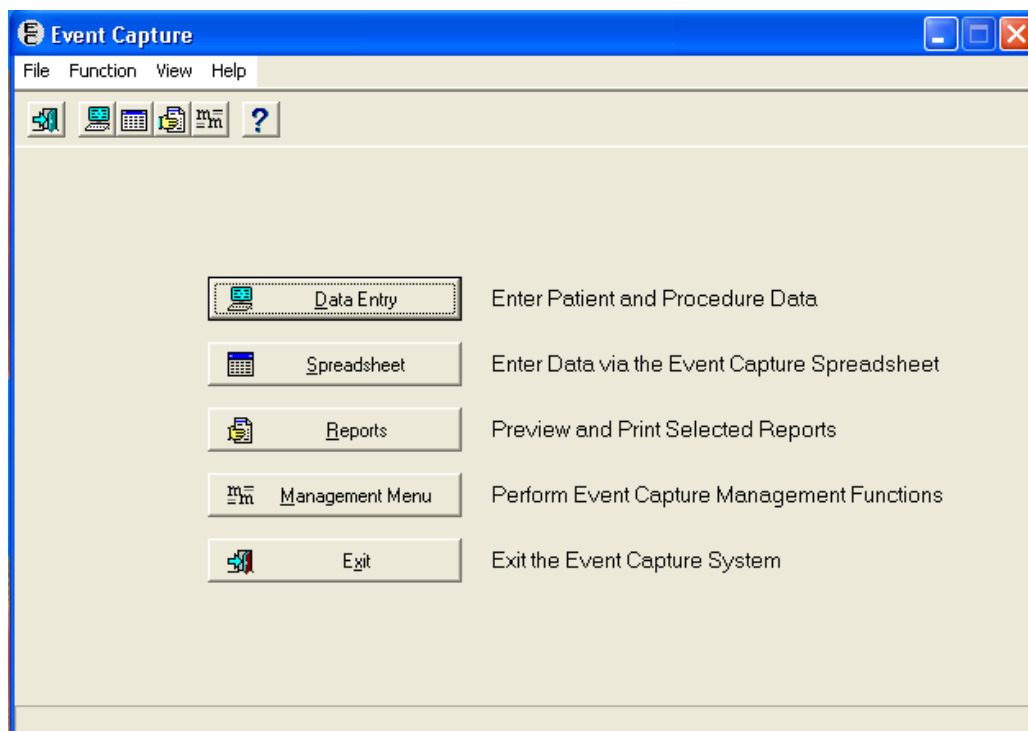 Event Capture
File Function View Help
Data Entry Enter Patient and Procedure Data
Spreadsheet Enter Data via the Event Capture Spreadsheet
Reports Preview and Print Selected Reports
Management Menu Perform Event Capture Management Functions
Exit Exit the Event Capture System